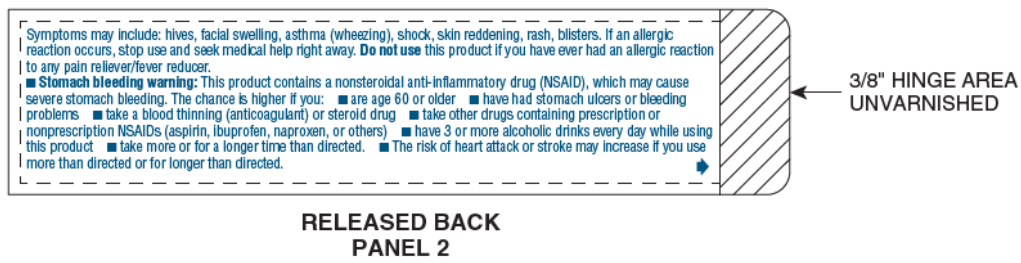 Symptoms may include: hives, facial swelling, asthma (wheezing), shock, skin reddening, rash, blisters. If an allergic
reaction occurs, stop use and seek medical help right away. Do not use this product if you have ever had an allergic reaction
to any pain reliever/fever reducer.
■ Stomach bleeding warning: This product contains a nonsteroidal anti-inflammatory drug (NSAID), which may cause
severe stomach bleeding. The chance is higher if you: ■ are age 60 or older ■ have had stomach ulcers or bleeding
problems ■ take a blood thinning (anticoagulant) or steroid drug ■ take other drugs containing prescription or
nonprescription NSAIDs (aspirin, ibuprofen, naproxen, or others) ■ have 3 or more alcoholic drinks every day while using
this product ■ take more or for a longer time than directed. ■ The risk of heart attack or stroke may increase if you use
more than directed or for longer than directed.
3/8" HINGE AREA
UNVARNISHED
RELEASED BACK
PANEL 2